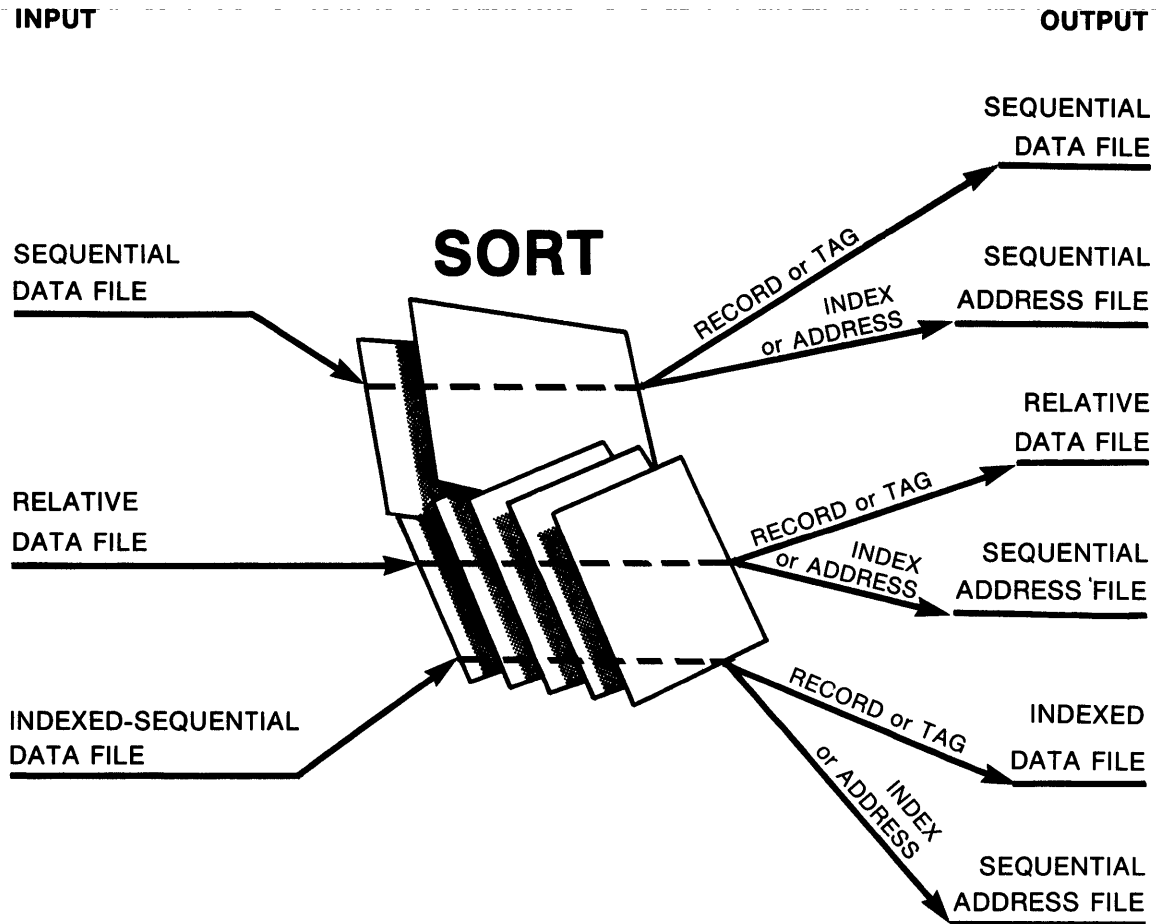 INPUT
OUTPUT
SEQUENTIAL
DATA FILE
SORT
SEQUENTIAL
DATA FILE
RECORD or TAG
INDEX
or ADDRESS
SEQUENTIAL
ADDRESS FILE
RELATIVE
DATA FILE
RELATIVE
DATA FILE
RECORD or TAG
INDEX
or ADDRESS
SEQUENTIAL
ADDRESS FILE
INDEXED-SEQUENTIAL
DATA FILE
RECORD or TAG
INDEXED
DATA FILE
INDEX
or ADDRESS
SEQUENTIAL
ADDRESS FILE